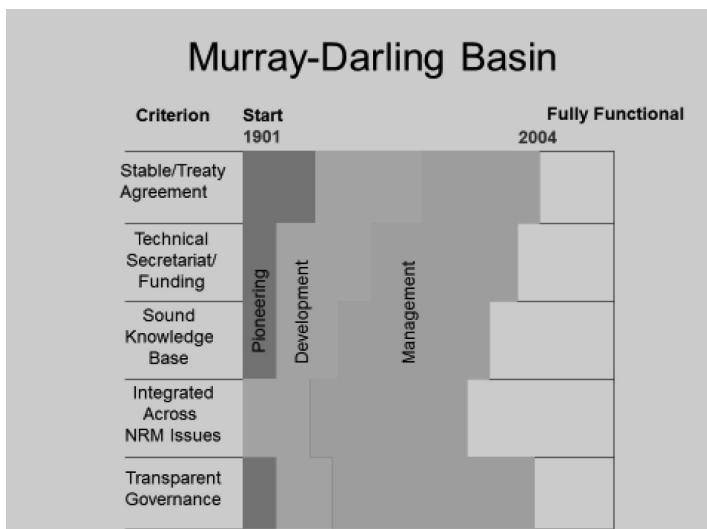 Murray-Darling Basin
Criterion
Start
Fully Functional
1901
2004
Stable/Treaty
Agreement
Technical
Secretariat/
Funding
Sound
Knowledge
Base
Integrated
Across
NRM Issues
Transparent
Governance
Pioneering
Development
Management